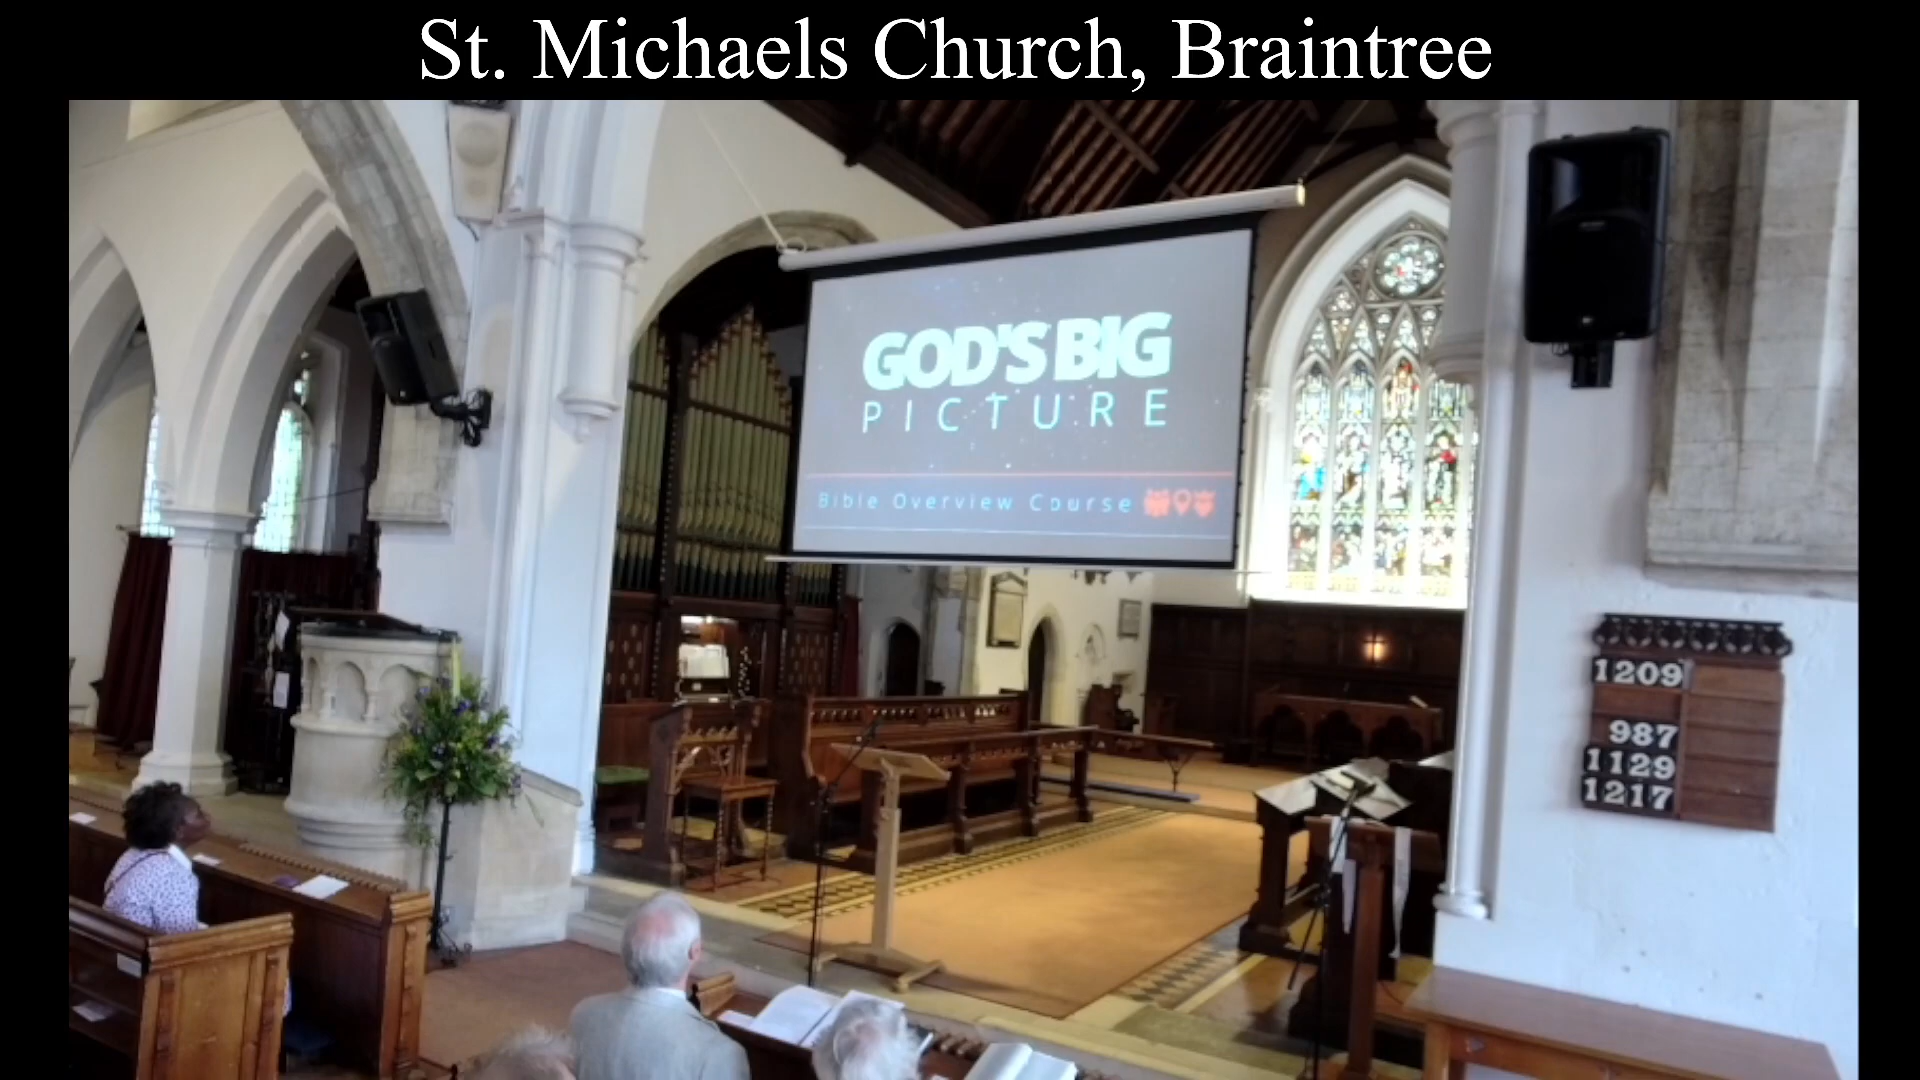 St. Michaels Church, Braintree
GOD'S BIG
PICTURE
Bible Overview Course
1209
987
1129
1217